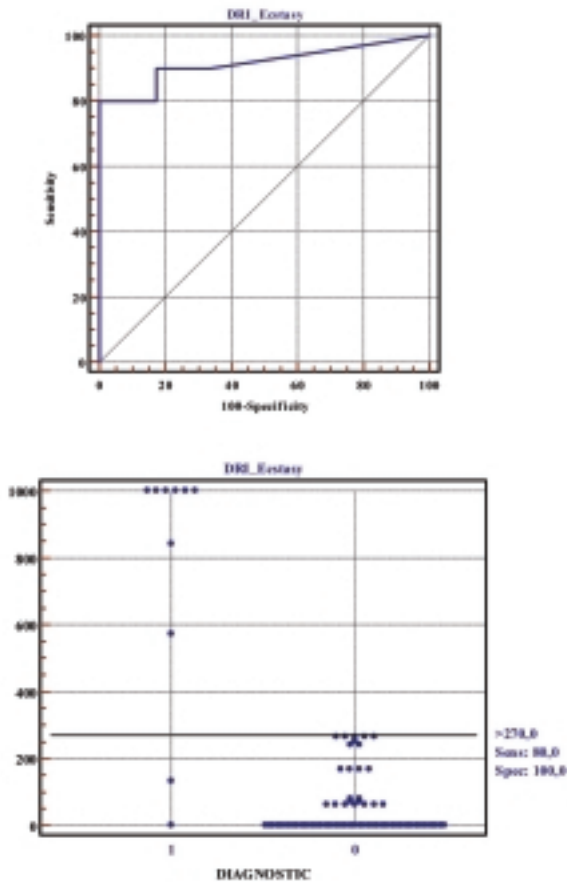 DRI_Ecstasy
100
80
60
40
20
0
Sensitivity
0 20 40 60 80 100
100-Specificity
DRI_Ecstasy
1000
800
600
400
200
0
>270,0
Sens: 80,0
Spec: 100,0
1 0
DIAGNOSTIC